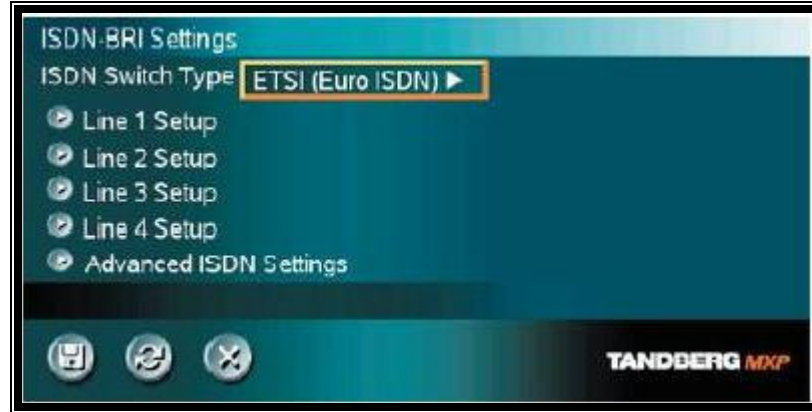 ISDN-BRI Settings
ISDN Switch Type ETSI (Euro ISDN)
Line 1 Setup
Line 2 Setup
Line 3 Setup
Line 4 Setup
Advanced ISDN Settings
TANDBERG MXP